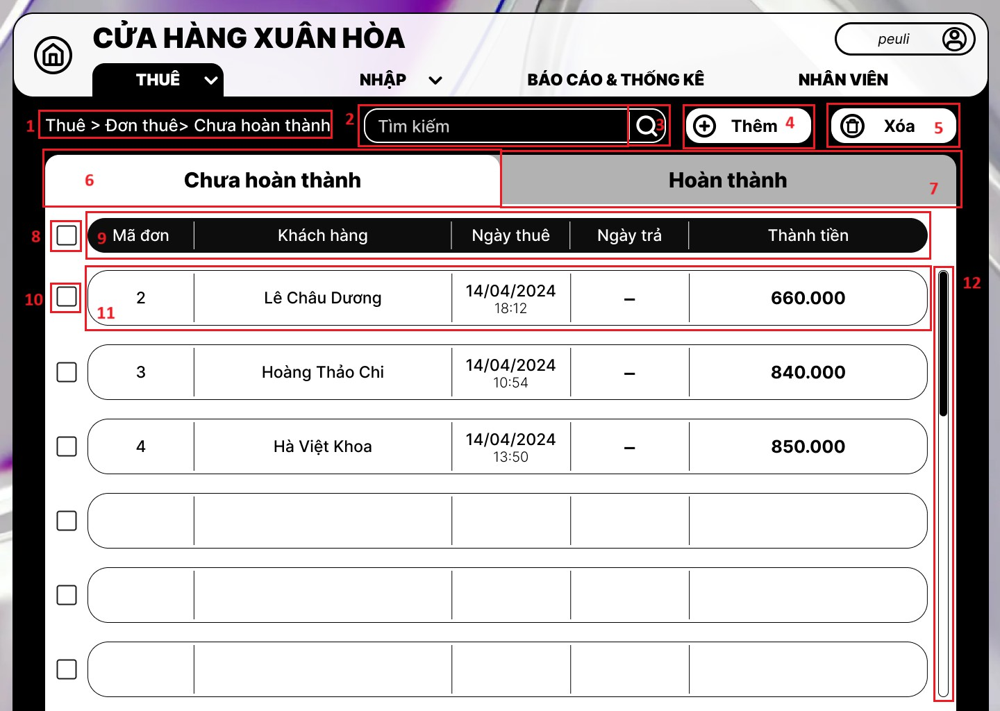 CỬA HÀNG XUÂN HÒA
peuli
THUÊ
NHẬP
BÁO CÁO & THỐNG KÊ
NHÂN VIÊN
1
Thuê > Đơn thuê> Chưa hoàn thành
2
Tìm kiếm
3
Thêm
4
Xóa
5
6
Chưa hoàn thành
Hoàn thành
7
8
9
Mã đơn
Khách hàng
Ngày thuê
Ngày trả
Thành tiền
10
11
2
Lê Châu Dương
14/04/2024
18:12
–
660.000
12
3
Hoàng Thảo Chi
14/04/2024
10:54
–
840.000
4
Hà Việt Khoa
14/04/2024
13:50
–
850.000